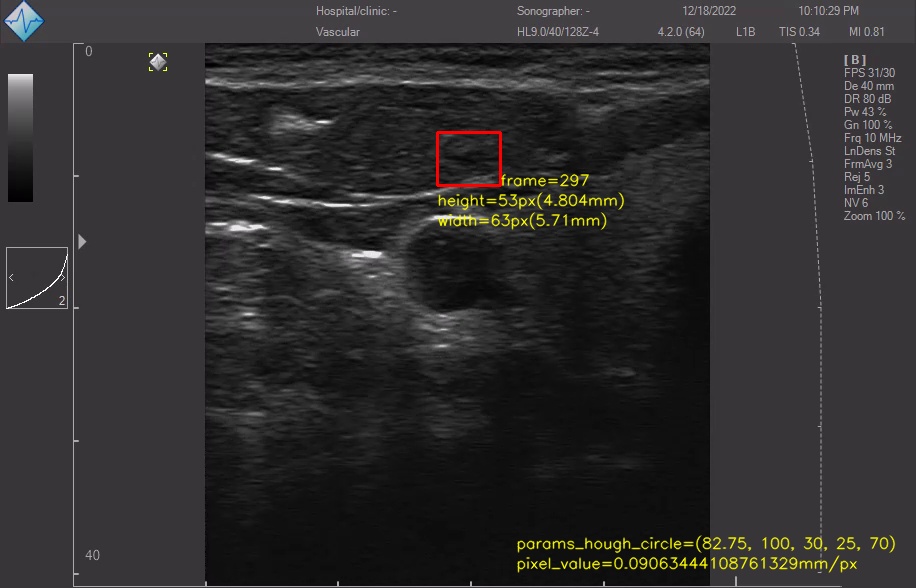 Hospital/clinic: - Sonographer: - 12/18/2022 10:10:29 PM
Vascular HL9.0/40/128Z-4 4.2.0 (64) L1B TIS 0.34 MI 0.81
0
[ B ]
FPS 31/30
De 40 mm
DR 80 dB
Pw 43 %
Gn 100 %
Frq 10 MHz
LnDens St
FrmAvg 3
Rej 5
ImEnh 3
NV 6
Zoom 100 %
frame=297
height=53px(4.804mm)
width=63px(5.71mm)
2
params_hough_circle=(82.75, 100, 30, 25, 70)
40
pixel_value=0.09063444108761329mm/px